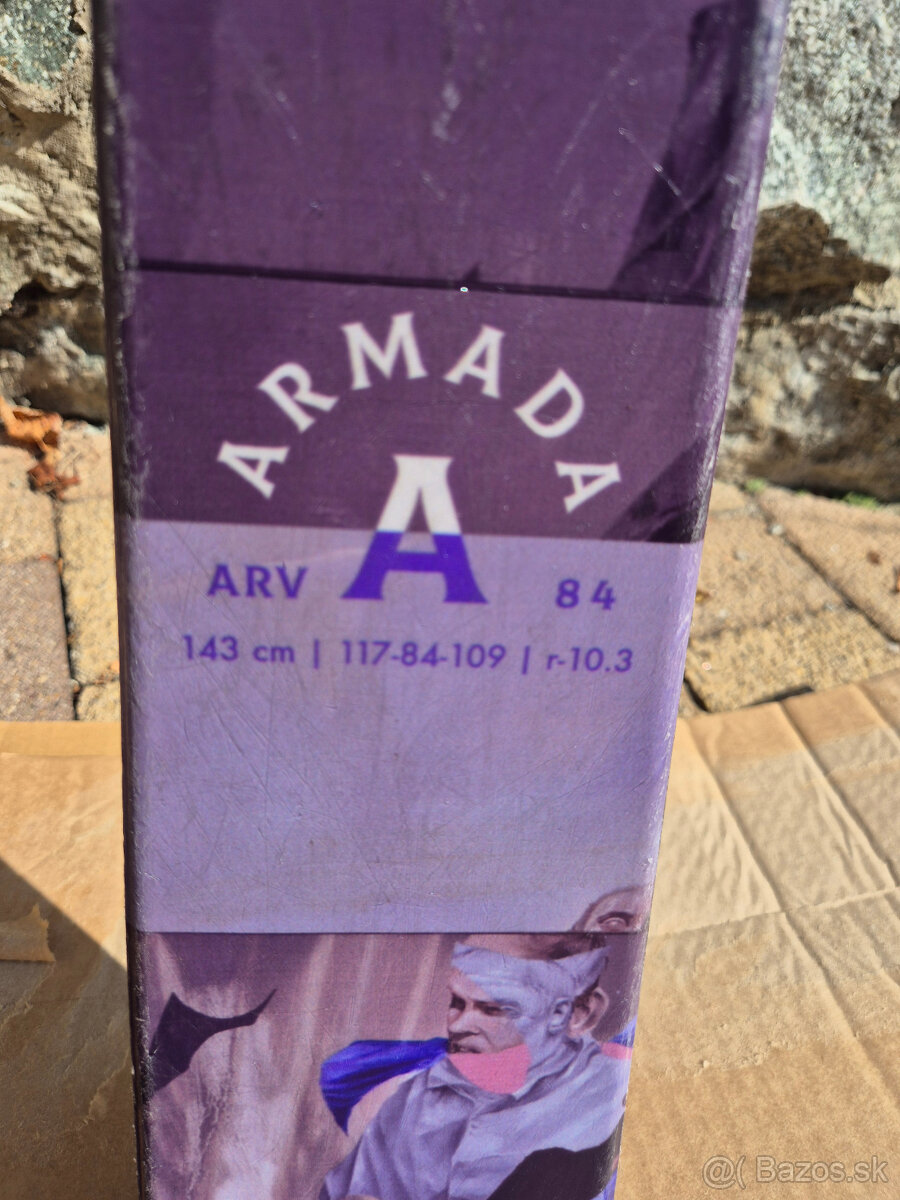 ARMADA
A
ARV 84
143 cm | 117-84-109 | r-10.3
@( Bazos.sk